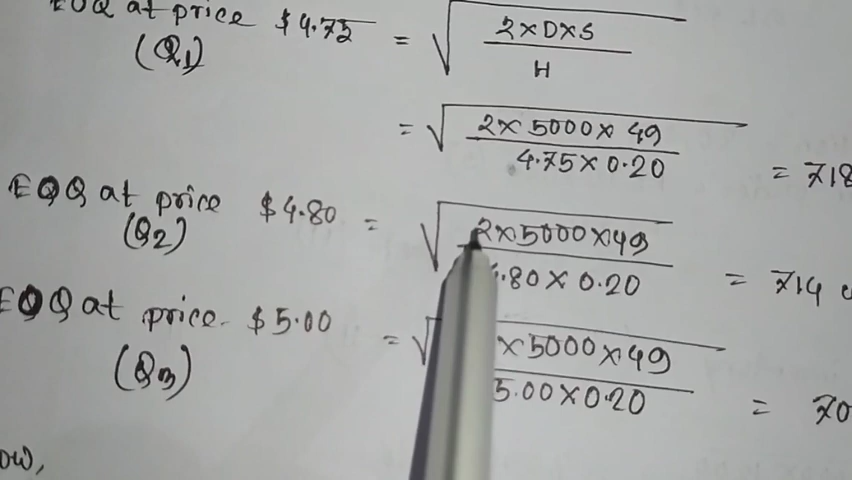 EOQ at price $4.75 = √ 2×D×S / H
(Q1)
= √ 2×5000×49 / 4.75×0.20 = 718
EOQ at price $4.80 = √ 2×5000×49 / .80×0.20 = 714
(Q2)
EOQ at price $5.00 = √ ×5000×49 / 5.00×0.20 = 70
(Q3)
ow,